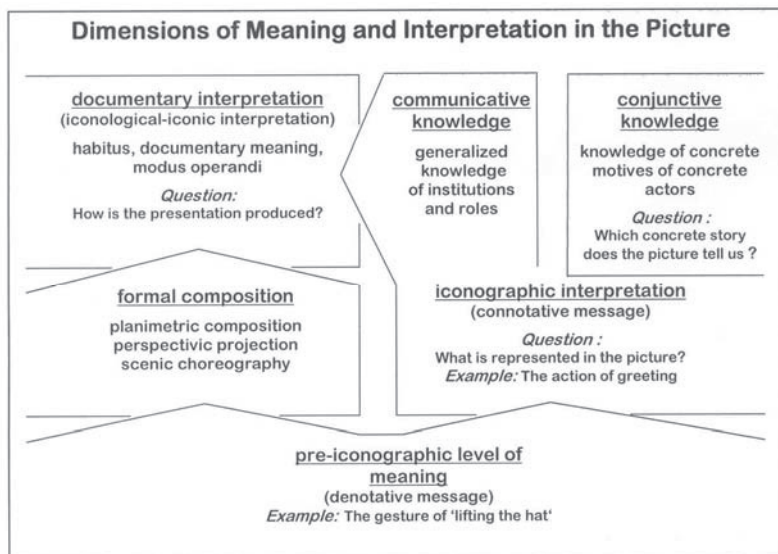 Dimensions of Meaning and Interpretation in the Picture
documentary interpretation
(iconological-iconic interpretation)
habitus, documentary meaning,
modus operandi
Question:
How is the presentation produced?
communicative
knowledge
generalized
knowledge
of institutions
and roles
conjunctive
knowledge
knowledge of concrete
motives of concrete
actors
Question :
Which concrete story
does the picture tell us ?
formal composition
planimetric composition
perspectivic projection
scenic choreography
iconographic interpretation
(connotative message)
Question :
What is represented in the picture?
Example: The action of greeting
pre-iconographic level of
meaning
(denotative message)
Example: The gesture of ‘lifting the hat‘